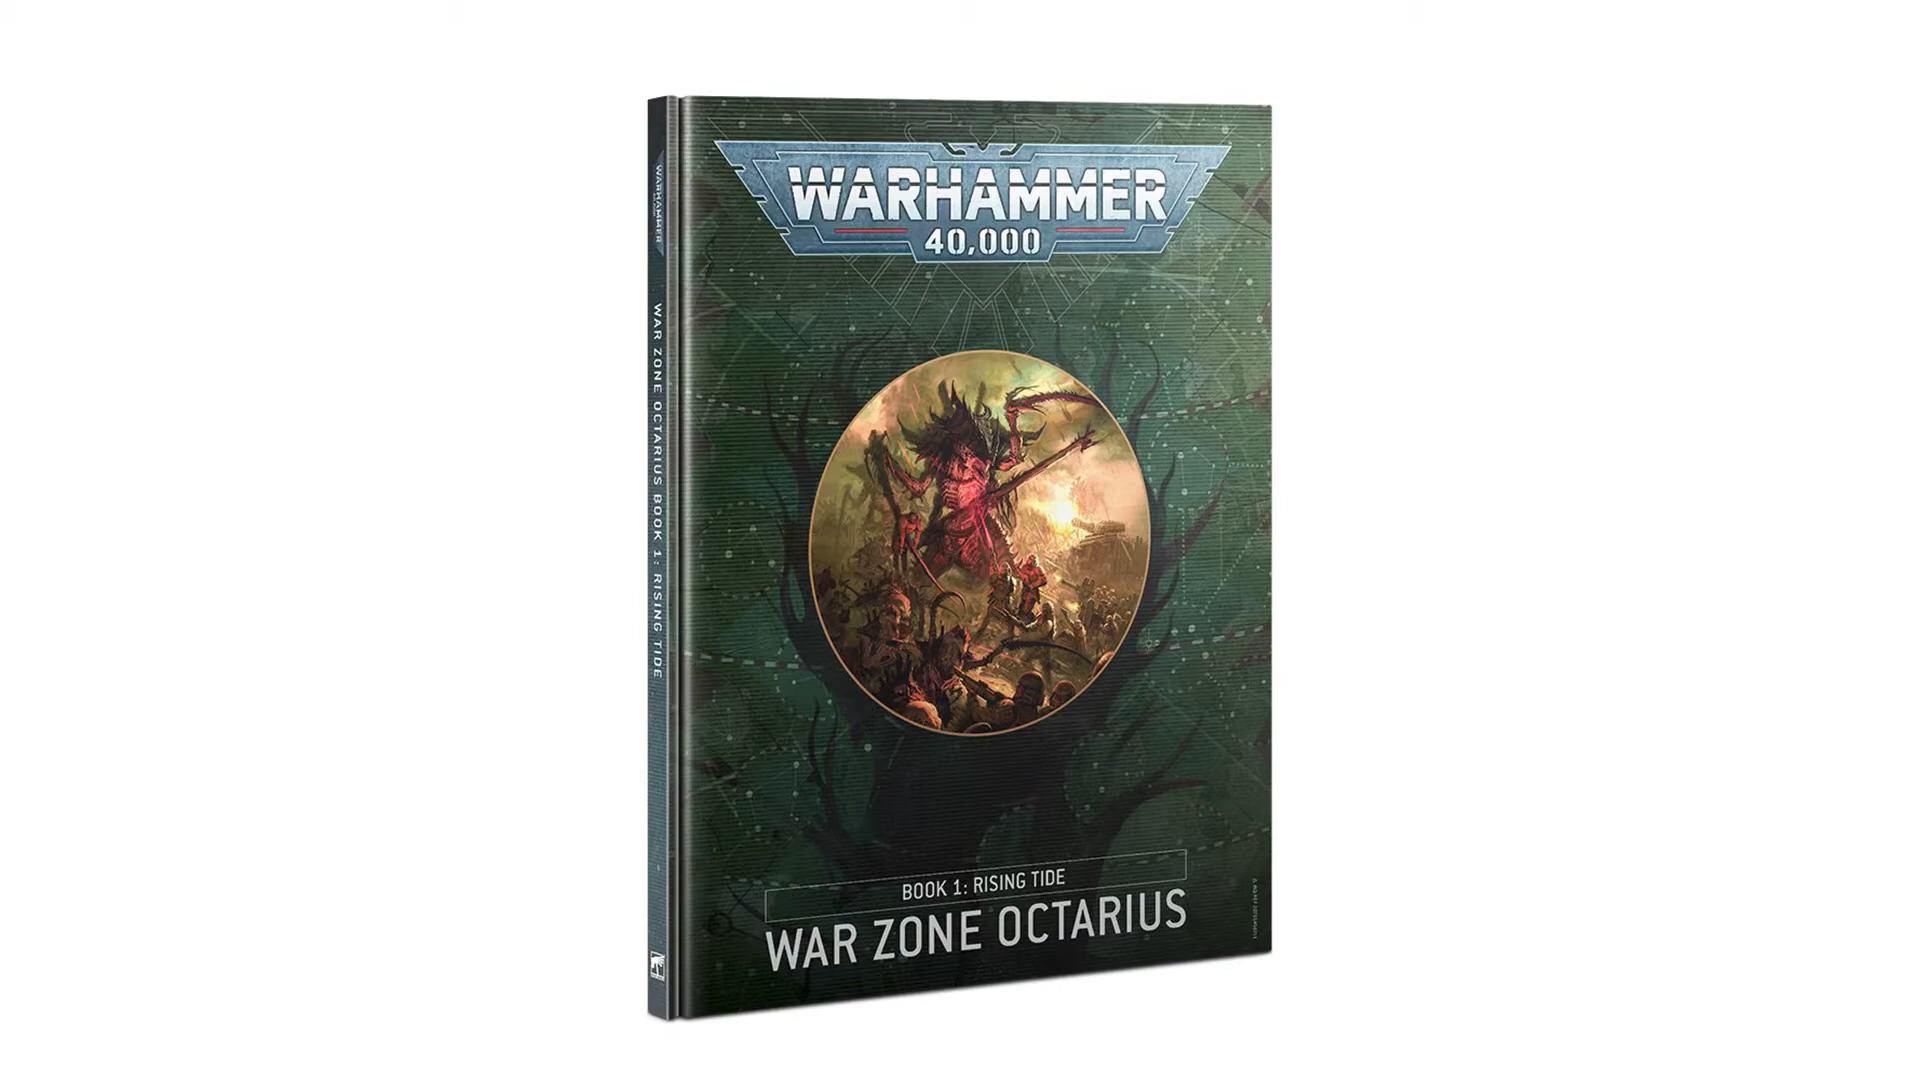 WARHAMMER
40,000
BOOK 1: RISING TIDE
WAR ZONE OCTARIUS
WARHAMMER
WAR ZONE OCTARIUS BOOK 1: RISING TIDE